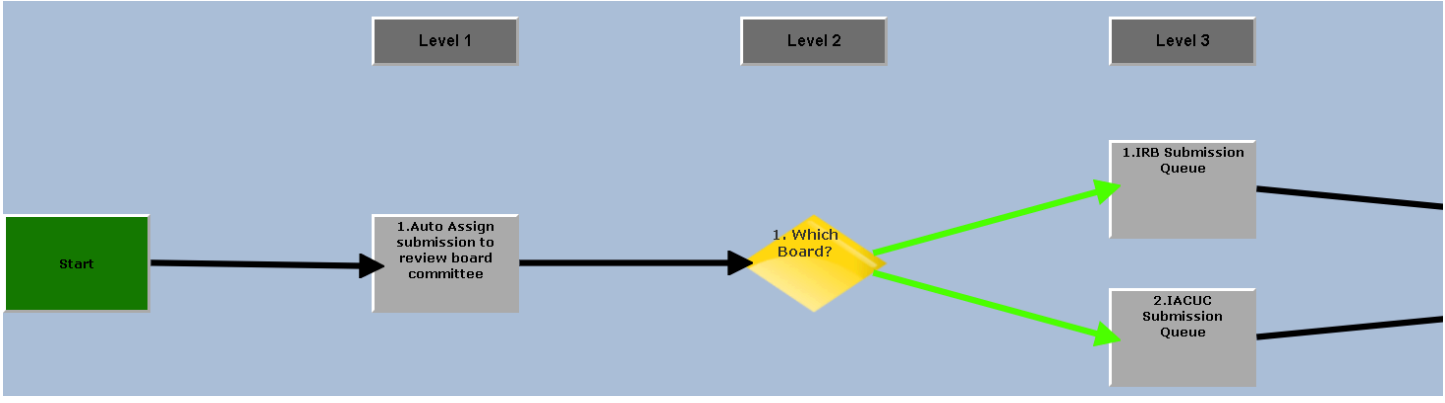 Level 1
Level 2
Level 3
Start
1.Auto Assign
submission to
review board
committee
1. Which
Board?
1.IRB Submission
Queue
2.IACUC
Submission
Queue